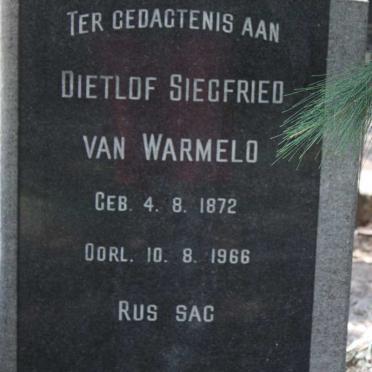 TER GEDAGTENIS AAN
DIETLOF SIEGFRIED
VAN WARMELO
GEB. 4. 8. 1872
OORL. 10. 8. 1966
RUS SAG